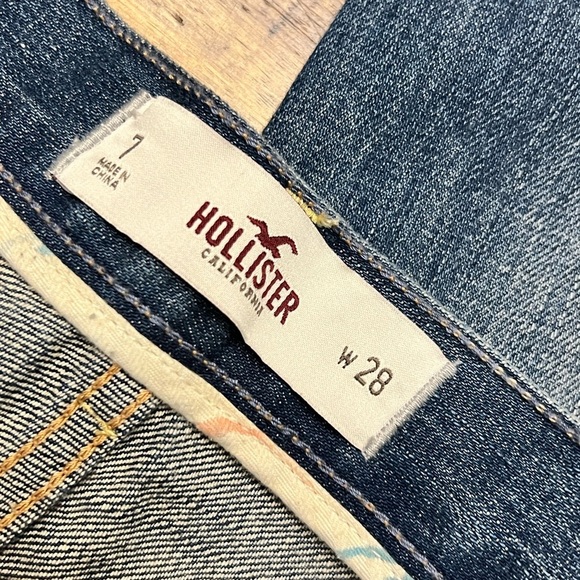 7
MADE IN
CHINA
HOLLISTER
CALIFORNIA
W 28